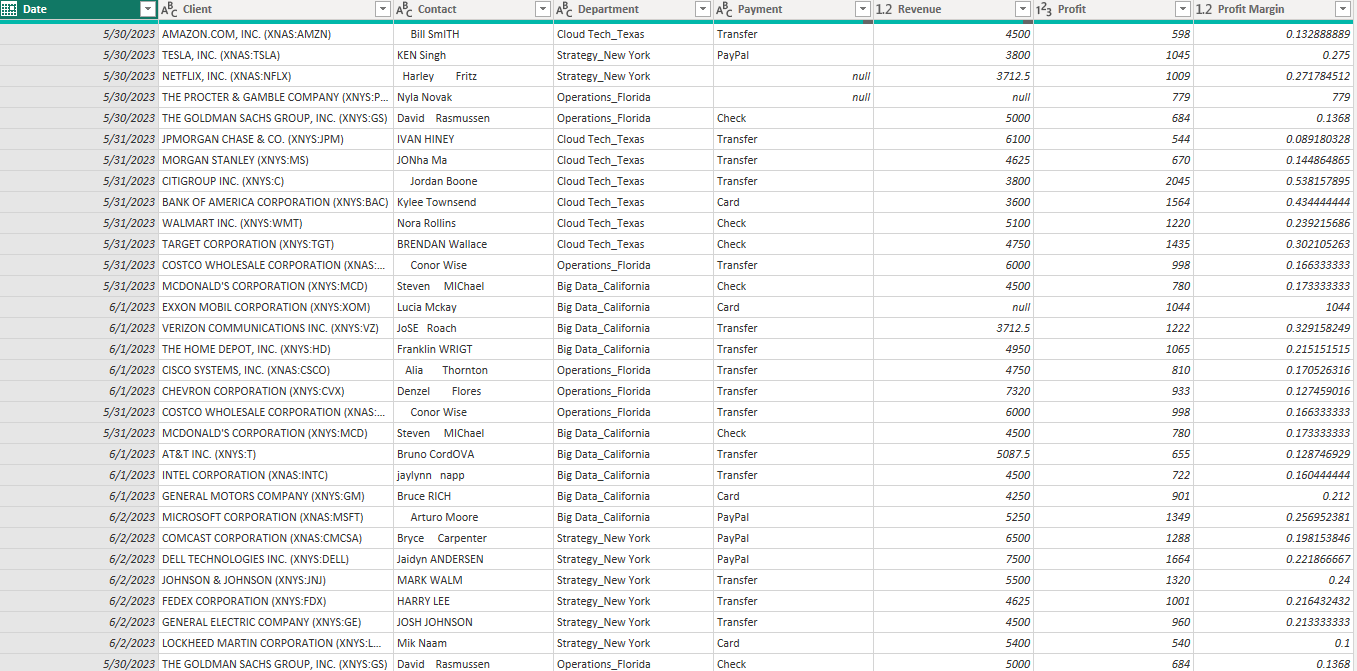 Date ABC Client ABC Contact ABC Department ABC Payment 1.2 Revenue 123 Profit 1.2 Profit Margin
5/30/2023 AMAZON.COM, INC. (XNAS:AMZN) Bill SmITH Cloud Tech_Texas Transfer 4500 598 0.132888889
5/30/2023 TESLA, INC. (XNAS:TSLA) KEN Singh Strategy_New York PayPal 3800 1045 0.275
5/30/2023 NETFLIX, INC. (XNAS:NFLX) Harley Fritz Strategy_New York null 3712.5 1009 0.271784512
5/30/2023 THE PROCTER & GAMBLE COMPANY (XNYS:P... Nyla Novak Operations_Florida null null 779 779
5/30/2023 THE GOLDMAN SACHS GROUP, INC. (XNYS:GS) David Rasmussen Operations_Florida Check 5000 684 0.1368
5/31/2023 JPMORGAN CHASE & CO. (XNYS:JPM) IVAN HINEY Cloud Tech_Texas Transfer 6100 544 0.089180328
5/31/2023 MORGAN STANLEY (XNYS:MS) JONha Ma Cloud Tech_Texas Transfer 4625 670 0.144864865
5/31/2023 CITIGROUP INC. (XNYS:C) Jordan Boone Cloud Tech_Texas Transfer 3800 2045 0.538157895
5/31/2023 BANK OF AMERICA CORPORATION (XNYS:BAC) Kylee Townsend Cloud Tech_Texas Card 3600 1564 0.434444444
5/31/2023 WALMART INC. (XNYS:WMT) Nora Rollins Cloud Tech_Texas Check 5100 1220 0.239215686
5/31/2023 TARGET CORPORATION (XNYS:TGT) BRENDAN Wallace Cloud Tech_Texas Check 4750 1435 0.302105263
5/31/2023 COSTCO WHOLESALE CORPORATION (XNAS:... Conor Wise Operations_Florida Transfer 6000 998 0.166333333
5/31/2023 MCDONALD'S CORPORATION (XNYS:MCD) Steven MIChael Big Data_California Check 4500 780 0.173333333
6/1/2023 EXXON MOBIL CORPORATION (XNYS:XOM) Lucia Mckay Big Data_California Card null 1044 1044
6/1/2023 VERIZON COMMUNICATIONS INC. (XNYS:VZ) JoSE Roach Big Data_California Transfer 3712.5 1222 0.329158249
6/1/2023 THE HOME DEPOT, INC. (XNYS:HD) Franklin WRIGT Big Data_California Transfer 4950 1065 0.215151515
6/1/2023 CISCO SYSTEMS, INC. (XNAS:CSCO) Alia Thornton Operations_Florida Transfer 4750 810 0.170526316
6/1/2023 CHEVRON CORPORATION (XNYS:CVX) Denzel Flores Operations_Florida Transfer 7320 933 0.127459016
5/31/2023 COSTCO WHOLESALE CORPORATION (XNAS:... Conor Wise Operations_Florida Transfer 6000 998 0.166333333
5/31/2023 MCDONALD'S CORPORATION (XNYS:MCD) Steven MIChael Big Data_California Check 4500 780 0.173333333
6/1/2023 AT&T INC. (XNYS:T) Bruno CordOVA Big Data_California Transfer 5087.5 655 0.128746929
6/1/2023 INTEL CORPORATION (XNAS:INTC) jaylynn napp Big Data_California Transfer 4500 722 0.160444444
6/1/2023 GENERAL MOTORS COMPANY (XNYS:GM) Bruce RICH Big Data_California Card 4250 901 0.212
6/2/2023 MICROSOFT CORPORATION (XNAS:MSFT) Arturo Moore Big Data_California PayPal 5250 1349 0.256952381
6/2/2023 COMCAST CORPORATION (XNAS:CMCSA) Bryce Carpenter Strategy_New York PayPal 6500 1288 0.198153846
6/2/2023 DELL TECHNOLOGIES INC. (XNYS:DELL) Jaidyn ANDERSEN Strategy_New York PayPal 7500 1664 0.221866667
6/2/2023 JOHNSON & JOHNSON (XNYS:JNJ) MARK WALM Strategy_New York Transfer 5500 1320 0.24
6/2/2023 FEDEX CORPORATION (XNYS:FDX) HARRY LEE Strategy_New York Transfer 4625 1001 0.216432432
6/2/2023 GENERAL ELECTRIC COMPANY (XNYS:GE) JOSH JOHNSON Strategy_New York Transfer 4500 960 0.213333333
6/2/2023 LOCKHEED MARTIN CORPORATION (XNYS:L... Mik Naam Strategy_New York Card 5400 540 0.1
5/30/2023 THE GOLDMAN SACHS GROUP, INC. (XNYS:GS) David Rasmussen Operations_Florida Check 5000 684 0.1368